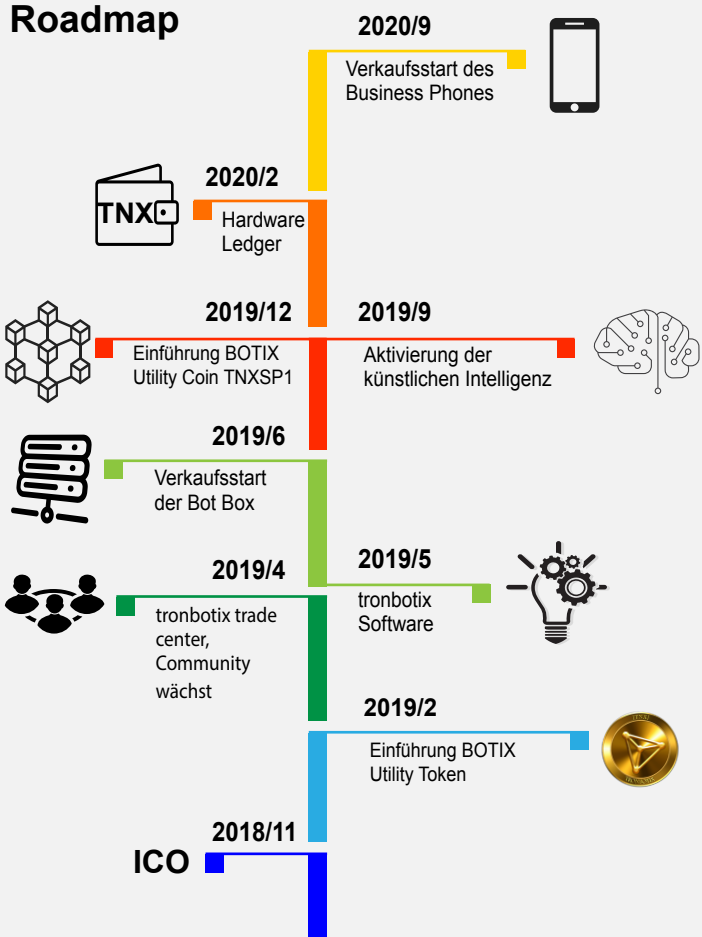 Roadmap
2020/9
Verkaufsstart des
Business Phones
2020/2
TNX
Hardware
Ledger
2019/12
Einführung BOTIX
Utility Coin TNXSP1
2019/9
Aktivierung der
künstlichen Intelligenz
2019/6
Verkaufsstart
der Bot Box
2019/5
tronbotix
Software
2019/4
tronbotix trade
center,
Community
wächst
2019/2
Einführung BOTIX
Utility Token
2018/11
ICO